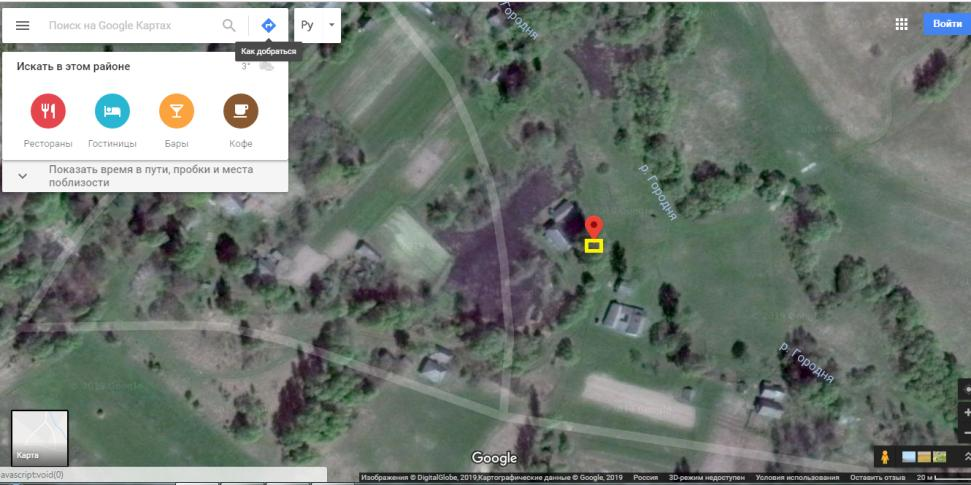 Поиск на Google Картах
Ру
Войти
Как добраться
Искать в этом районе
3°
Рестораны
Гостиницы
Бары
Кофе
Показать время в пути, пробки и места
поблизости
р. Городня
р. Городня
Городня
© 2019 Google
Карта
Google
avascript:void(0)
Изображения © DigitalGlobe, 2019,Картографические данные © Google, 2019 Россия 3D-режим недоступен Условия использования Оставить отзыв 20 м